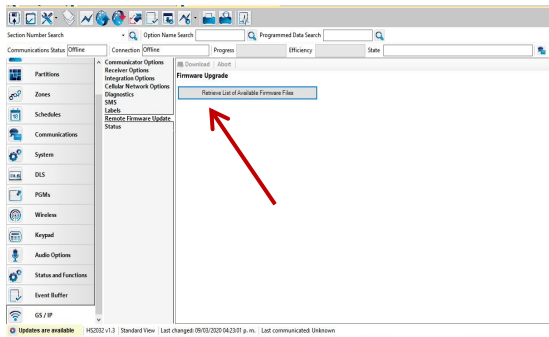 Section Number Search
Option Name Search
Programmed Data Search
Communications Status Offline
Connection Offline
Progress
Efficiency
State
Partitions
Zones
Schedules
Communications
System
DLS
PGMs
Wireless
Keypad
Audio Options
Status and Functions
Event Buffer
GS / IP
Communicator Options
Receiver Options
Integration Options
Cellular Network Options
Diagnostics
SMS
Labels
Remote Firmware Update
Status
Download Abort
Firmware Upgrade
Retrieve List of Available Firmware Files
Updates are available HS2032 v1.3 Standard View Last changed: 09/03/2020 04:23:01 p. m. Last communicated: Unknown